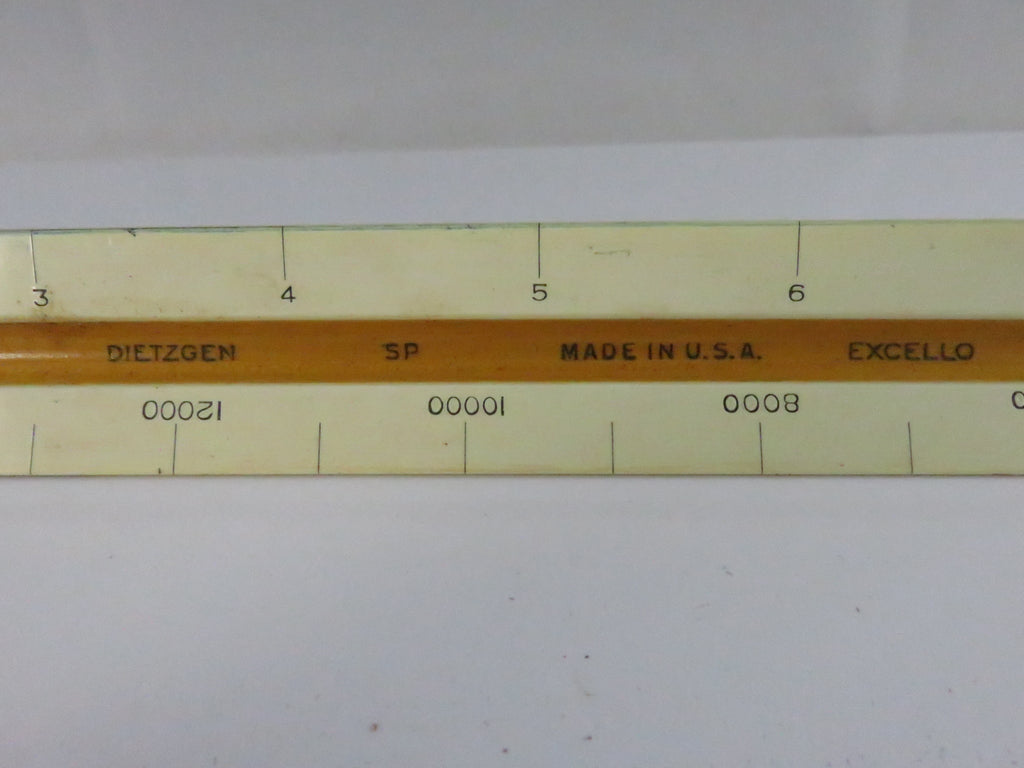 3 4 5 6
DIETZGEN SP MADE IN U.S.A. EXCELLO
12000 10000 8000